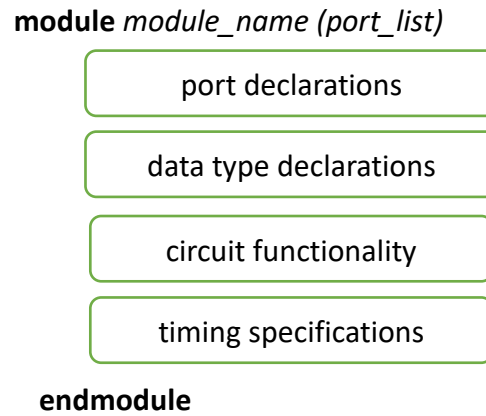 module module_name (port_list)
port declarations
data type declarations
circuit functionality
timing specifications
endmodule